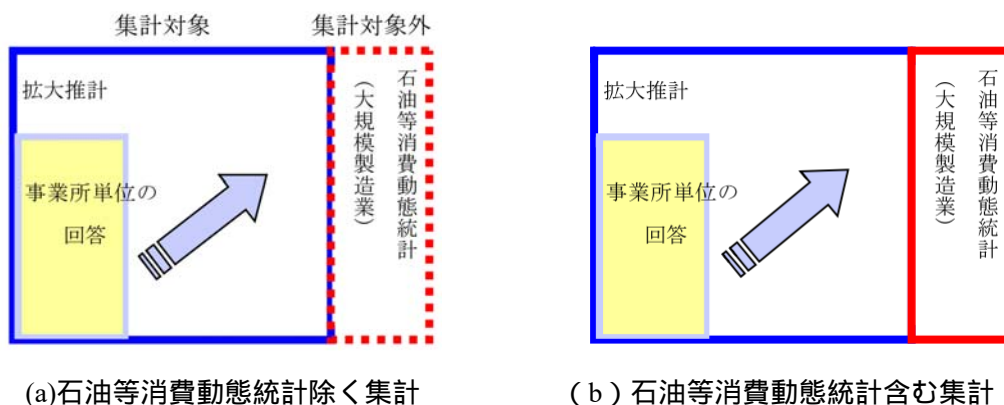 集計対象 集計対象外
拡大推計
事業所単位の
回答
石油等消費動態統計
（大規模製造業）
(a)石油等消費動態統計除く集計
拡大推計
事業所単位の
回答
石油等消費動態統計
（大規模製造業）
（ｂ）石油等消費動態統計含む集計